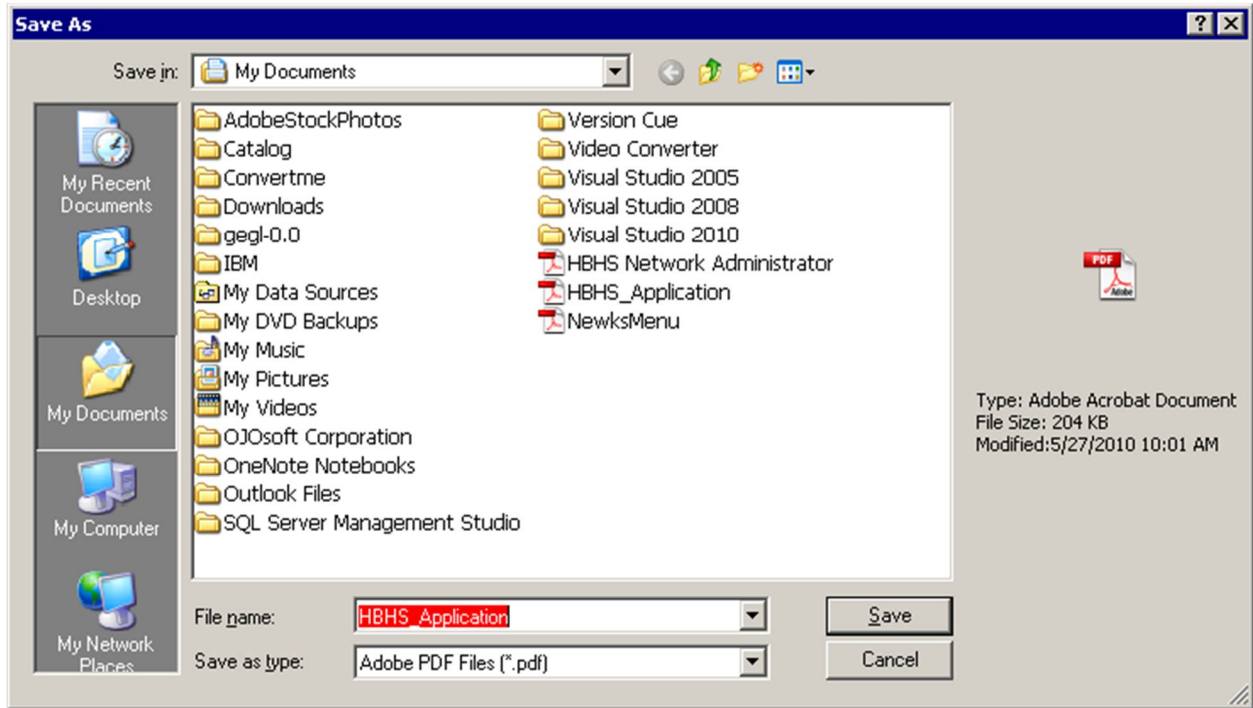 Save As
Save in: My Documents
My Recent
Documents
Desktop
My Documents
My Computer
My Network
Places
AdobeStockPhotos
Catalog
Convertme
Downloads
gegl-0.0
IBM
My Data Sources
My DVD Backups
My Music
My Pictures
My Videos
OJOsoft Corporation
OneNote Notebooks
Outlook Files
SQL Server Management Studio
Version Cue
Video Converter
Visual Studio 2005
Visual Studio 2008
Visual Studio 2010
HBHS Network Administrator
HBHS_Application
NewksMenu
PDF
Adobe
Type: Adobe Acrobat Document
File Size: 204 KB
Modified:5/27/2010 10:01 AM
File name: HBHS_Application
Save
Save as type: Adobe PDF Files (*.pdf)
Cancel